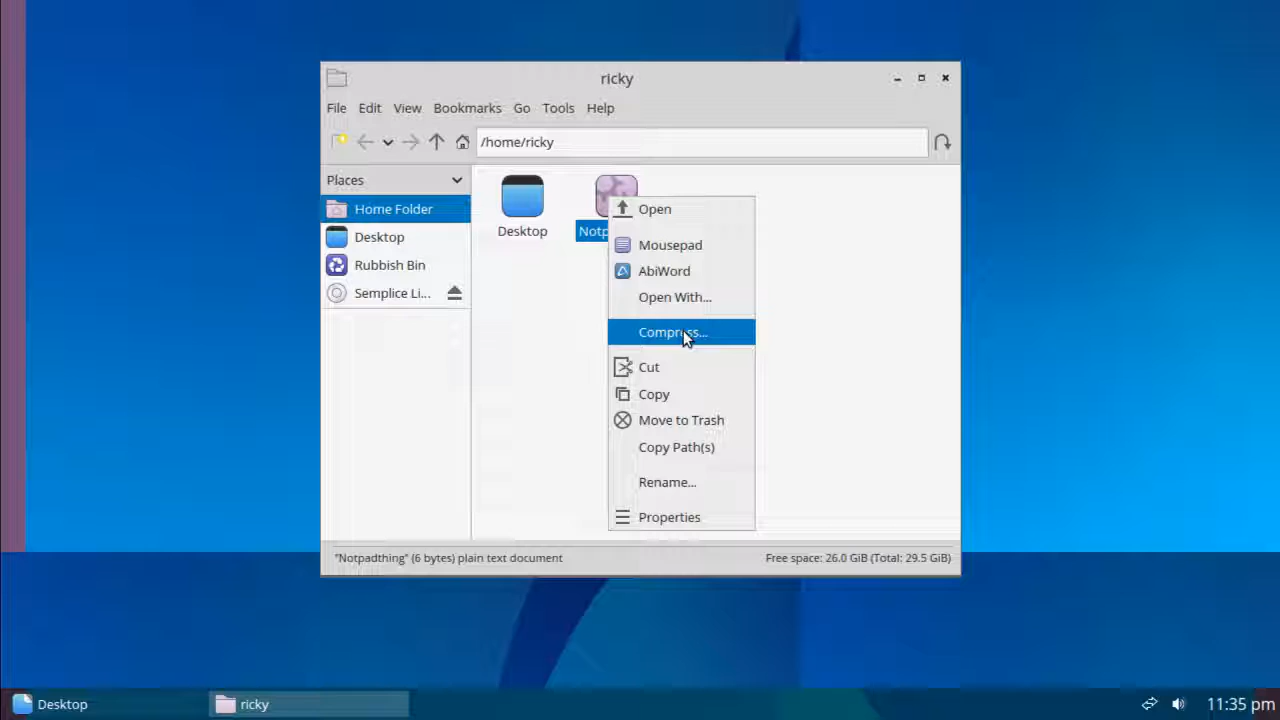 ricky
File Edit View Bookmarks Go Tools Help
/home/ricky
Places
Home Folder
Desktop
Rubbish Bin
Semplice Li...
Desktop
Open
Mousepad
AbiWord
Open With...
Compress...
Cut
Copy
Move to Trash
Copy Path(s)
Rename...
Properties
"Notpadthing" (6 bytes) plain text document
Free space: 26.0 GiB (Total: 29.5 GiB)
Desktop
ricky
11:35 pm